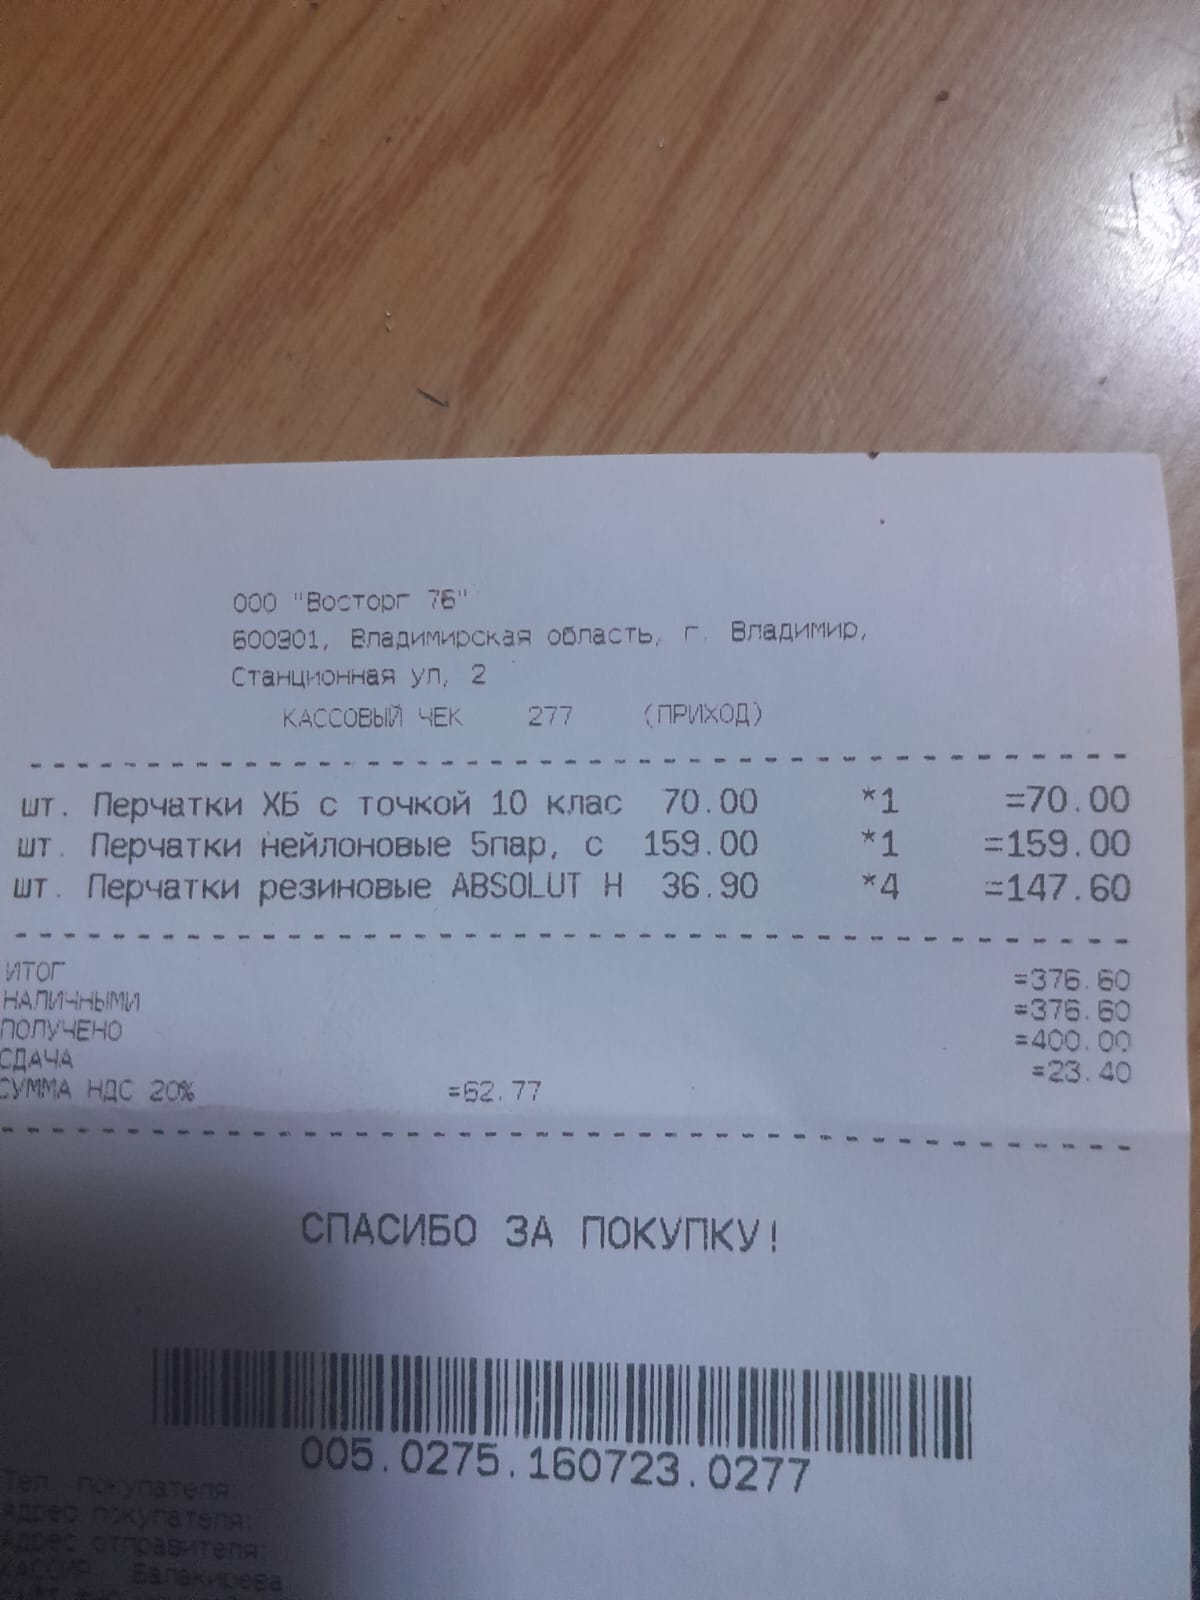 ООО "Восторг 76"
600901, Владимирская область, г. Владимир,
Станционная ул, 2
КАССОВЫЙ ЧЕК 277 (ПРИХОД)
шт. Перчатки ХБ с точкой 10 клас 70.00 *1 =70.00
шт. Перчатки нейлоновые 5пар, с 159.00 *1 =159.00
шт. Перчатки резиновые ABSOLUT Н 36.90 *4 =147.60
ИТОГ =376.60
НАЛИЧНЫМИ =376.60
ПОЛУЧЕНО =400.00
СДАЧА =23.40
СУММА НДС 20% =62.77
СПАСИБО ЗА ПОКУПКУ!
005.0275.160723.0277
Тел. покупателя:
Адрес покупателя:
Адрес отправителя:
КАССИР Балакирева